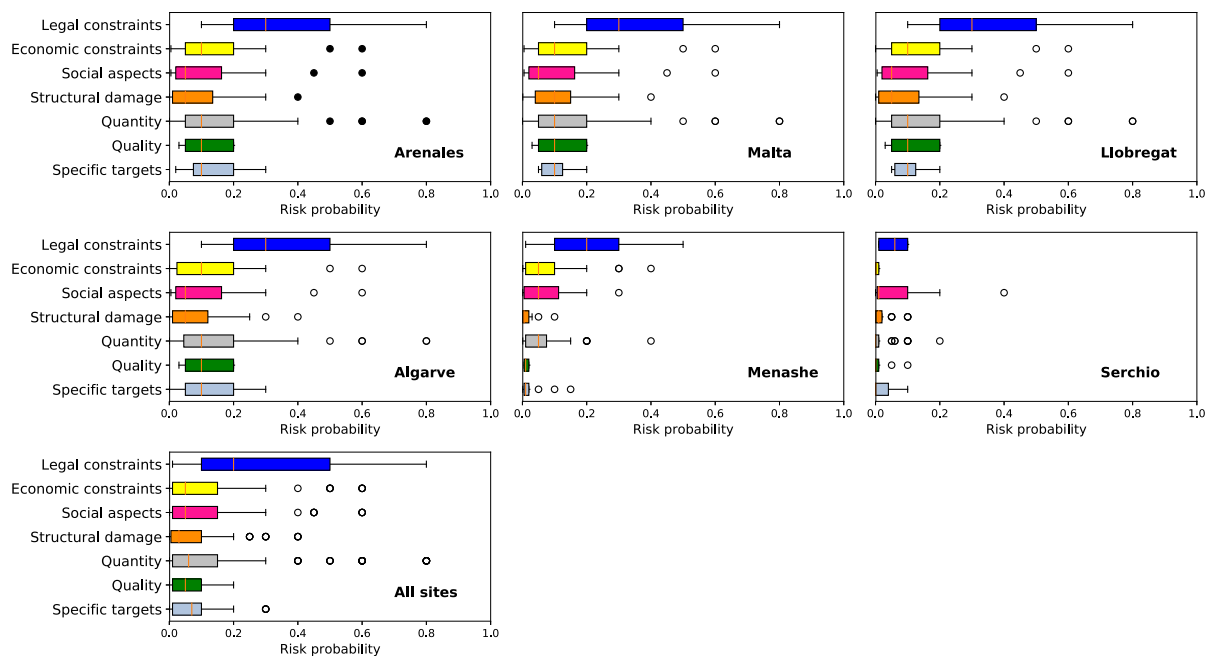 Legal constraints
Economic constraints
Social aspects
Structural damage
Quantity
Quality
Specific targets
Arenales
0.0 0.2 0.4 0.6 0.8 1.0
Risk probability
Malta
0.0 0.2 0.4 0.6 0.8 1.0
Risk probability
Llobregat
0.0 0.2 0.4 0.6 0.8 1.0
Risk probability
Legal constraints
Economic constraints
Social aspects
Structural damage
Quantity
Quality
Specific targets
Algarve
0.0 0.2 0.4 0.6 0.8 1.0
Risk probability
Menashe
0.0 0.2 0.4 0.6 0.8 1.0
Risk probability
Serchio
0.0 0.2 0.4 0.6 0.8 1.0
Risk probability
Legal constraints
Economic constraints
Social aspects
Structural damage
Quantity
Quality
Specific targets
All sites
0.0 0.2 0.4 0.6 0.8 1.0
Risk probability